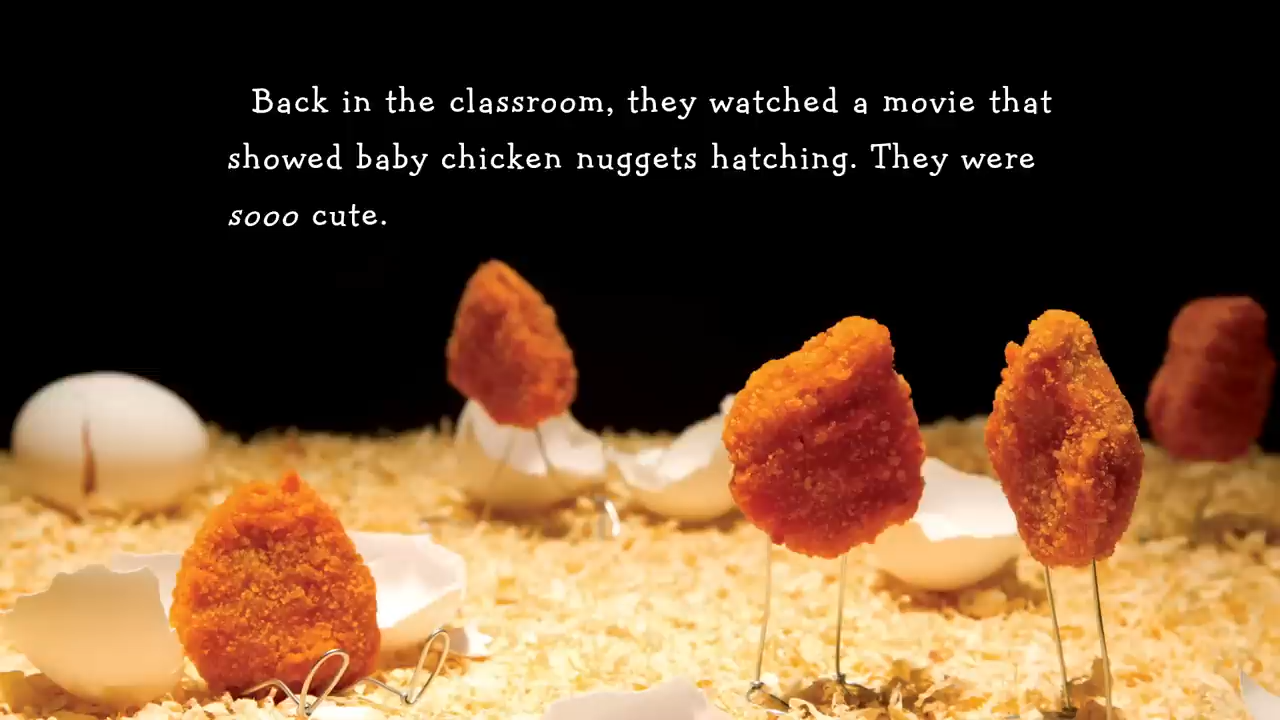 Back in the classroom, they watched a movie that
showed baby chicken nuggets hatching. They were
sooo cute.